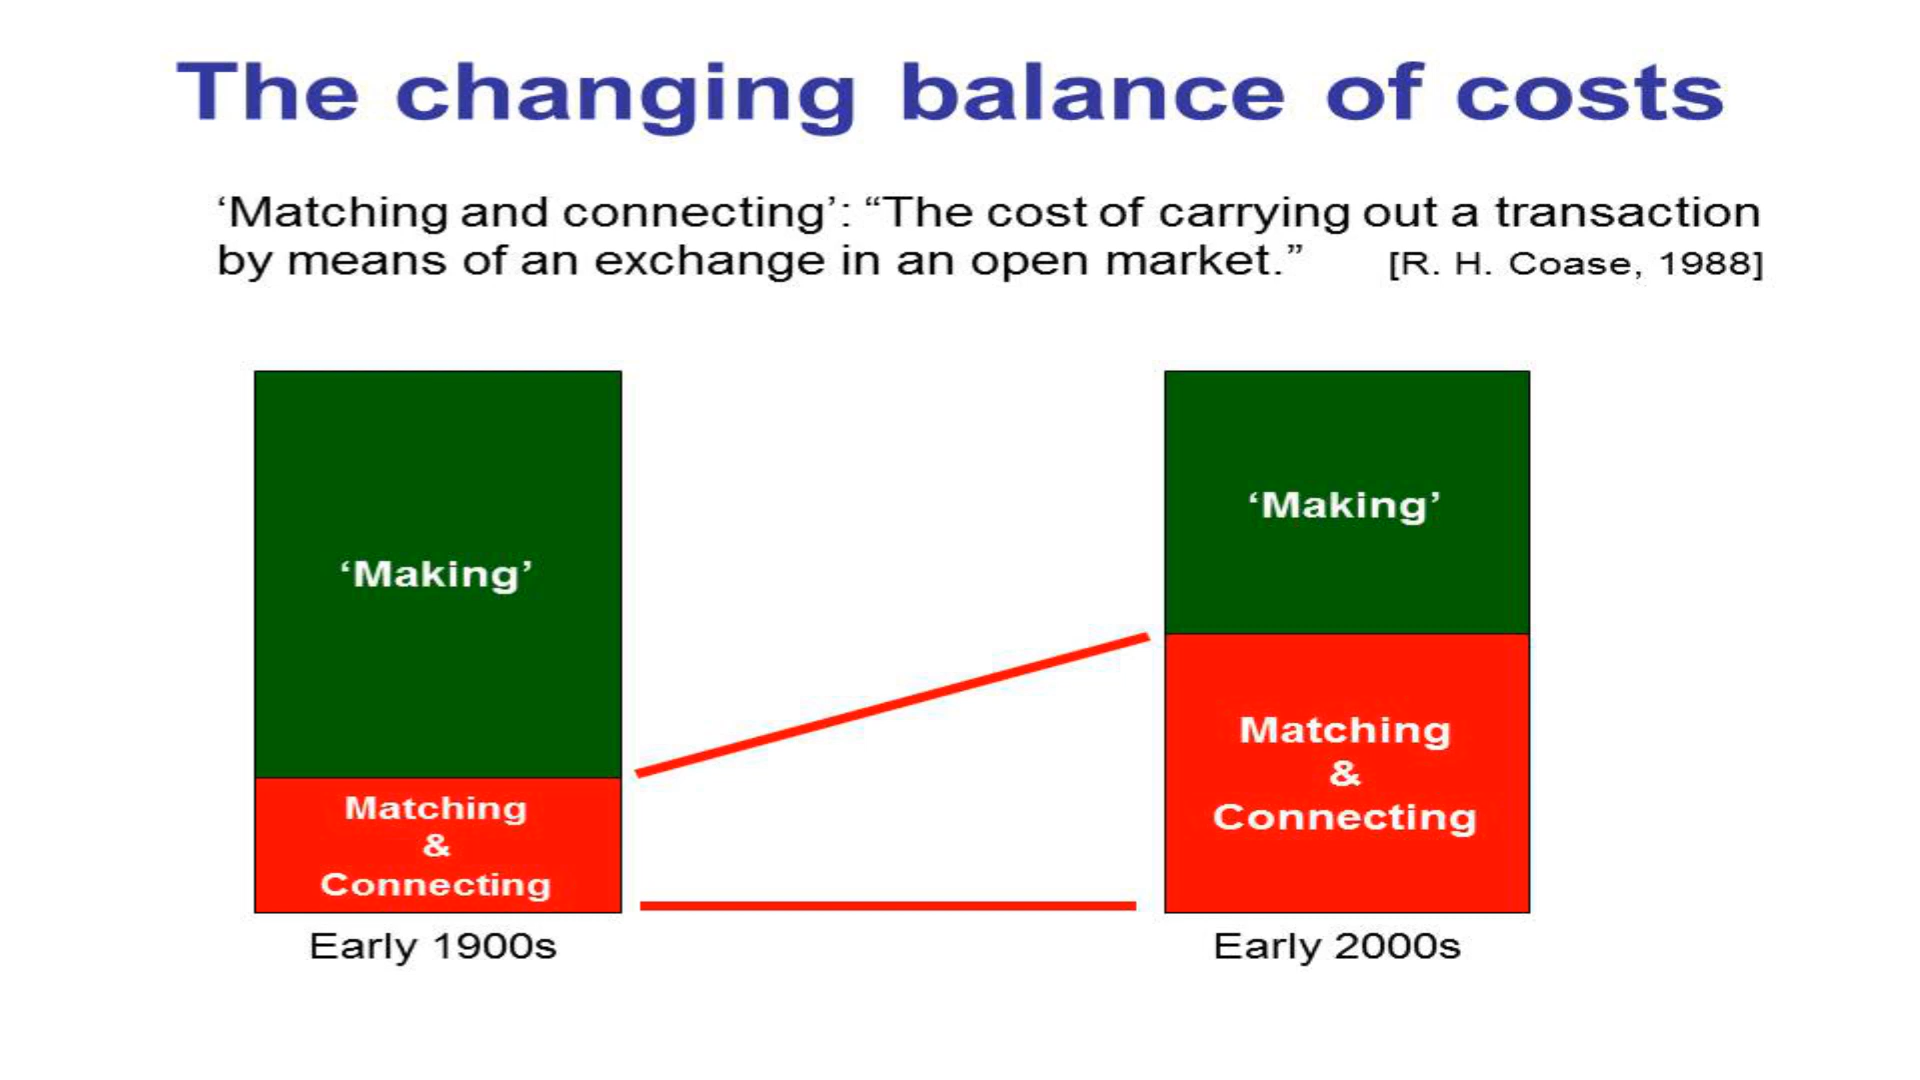 The changing balance of costs
‘Matching and connecting’: “The cost of carrying out a transaction
by means of an exchange in an open market.” [R. H. Coase, 1988]
‘Making’
Matching
&
Connecting
Early 1900s
‘Making’
Matching
&
Connecting
Early 2000s